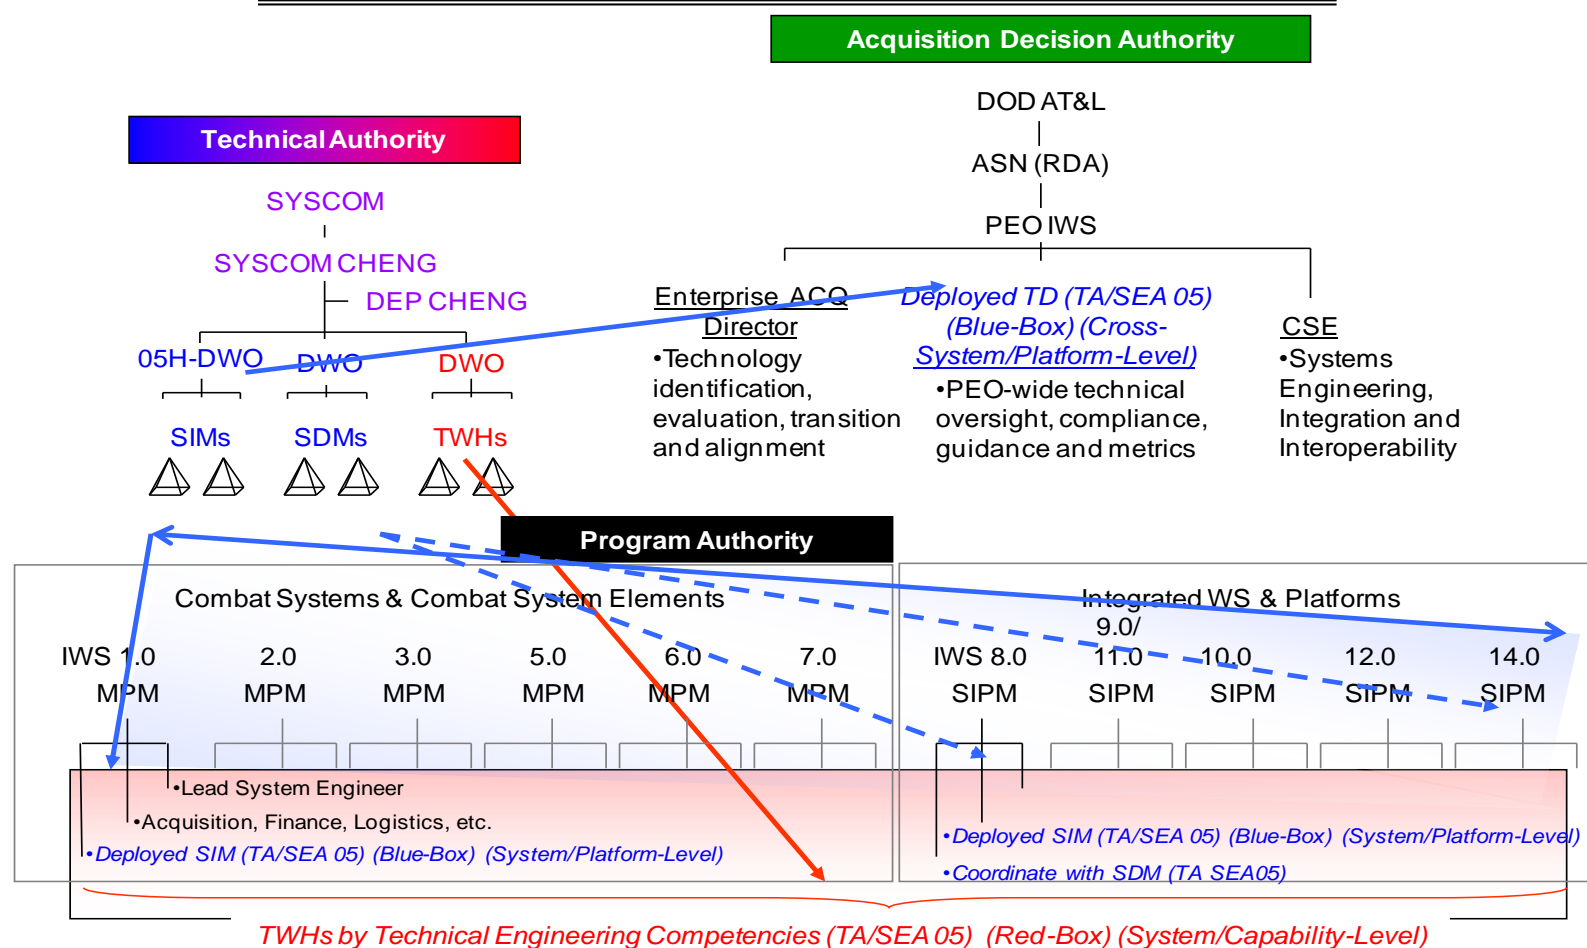 Acquisition Decision Authority
DOD AT&L
ASN (RDA)
PEO IWS
Technical Authority
SYSCOM
SYSCOM CHENG
DEP CHENG
05H-DWO
DWO
DWO
SIMs
SDMs
TWHs
Enterprise ACQ
Director
•Technology
identification,
evaluation, transition
and alignment
Deployed TD (TA/SEA 05)
(Blue-Box) (Cross-
System/Platform-Level)
•PEO-wide technical
oversight, compliance,
guidance and metrics
CSE
•Systems
Engineering,
Integration and
Interoperability
Program Authority
Combat Systems & Combat System Elements
IWS 1.0
MPM
2.0
MPM
3.0
MPM
5.0
MPM
6.0
MPM
7.0
MPM
•Lead System Engineer
•Acquisition, Finance, Logistics, etc.
•Deployed SIM (TA/SEA 05) (Blue-Box) (System/Platform-Level)
Integrated WS & Platforms
IWS 8.0
SIPM
9.0/
11.0
SIPM
10.0
SIPM
12.0
SIPM
14.0
SIPM
•Deployed SIM (TA/SEA 05) (Blue-Box) (System/Platform-Level)
•Coordinate with SDM (TA SEA05)
TWHs by Technical Engineering Competencies (TA/SEA 05) (Red-Box) (System/Capability-Level)